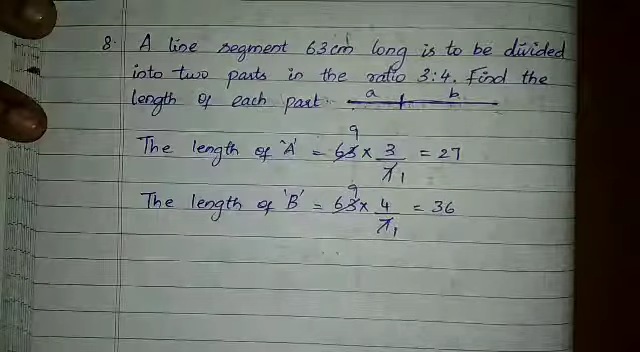 8. A line segment 63cm long is to be divided
into two parts in the ratio 3:4. Find the
length of each part.
a b
9
The length of 'A' = 63 × 3/7 1 = 27
9
The length of 'B' = 63 × 4/7 1 = 36